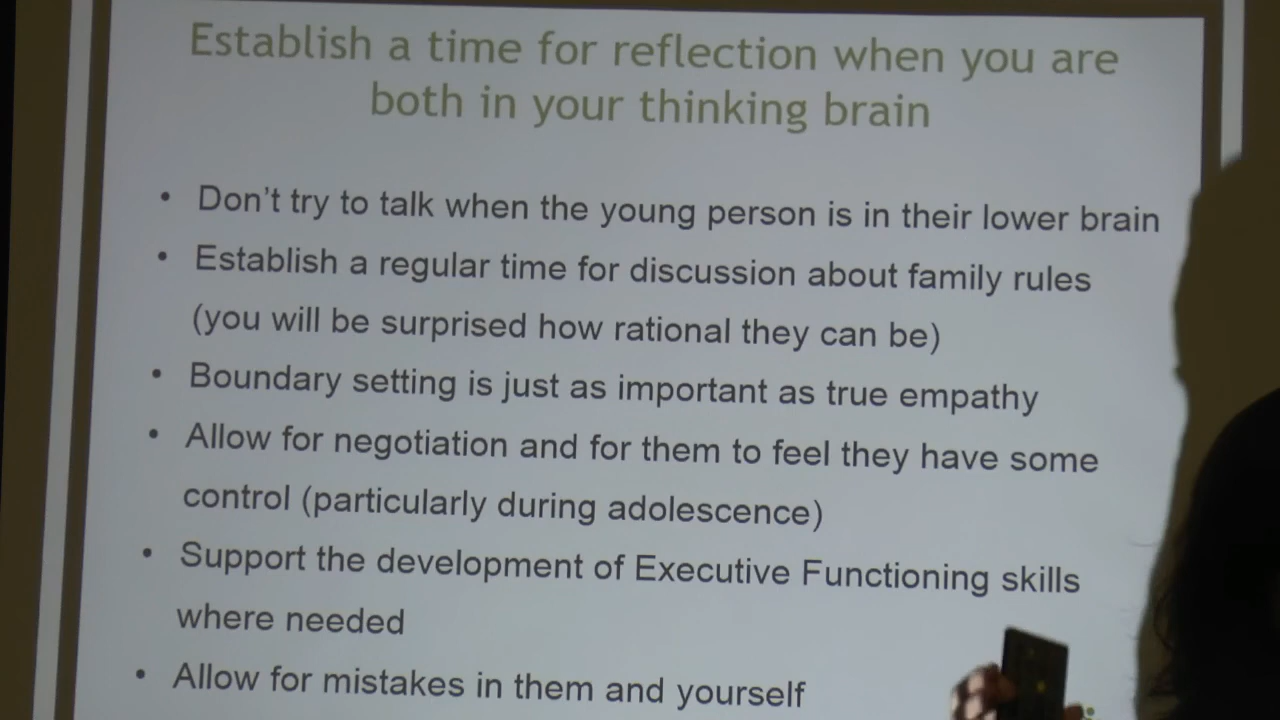 Establish a time for reflection when you are
both in your thinking brain
• Don't try to talk when the young person is in their lower brain
• Establish a regular time for discussion about family rules
(you will be surprised how rational they can be)
• Boundary setting is just as important as true empathy
• Allow for negotiation and for them to feel they have some
control (particularly during adolescence)
• Support the development of Executive Functioning skills
where needed
• Allow for mistakes in them and yourself